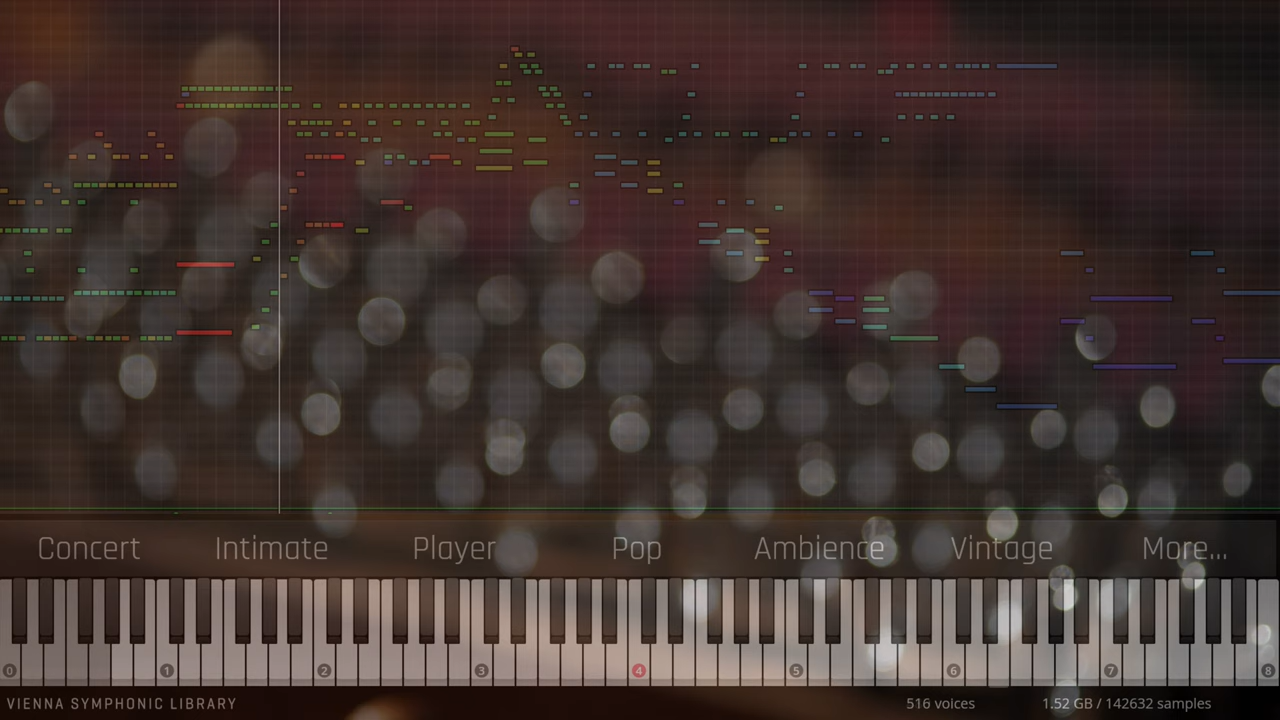 Concert Intimate Player Pop Ambience Vintage More...
0 1 2 3 4 5 6 7 8
VIENNA SYMPHONIC LIBRARY 516 voices 1.52 GB / 142632 samples